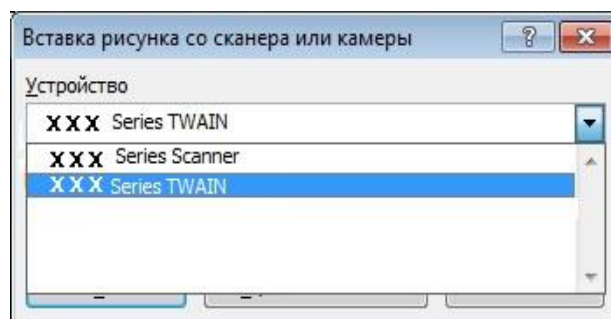 Вставка рисунка со сканера или камеры
Устройство
XXX Series TWAIN
XXX Series Scanner
XXX Series TWAIN